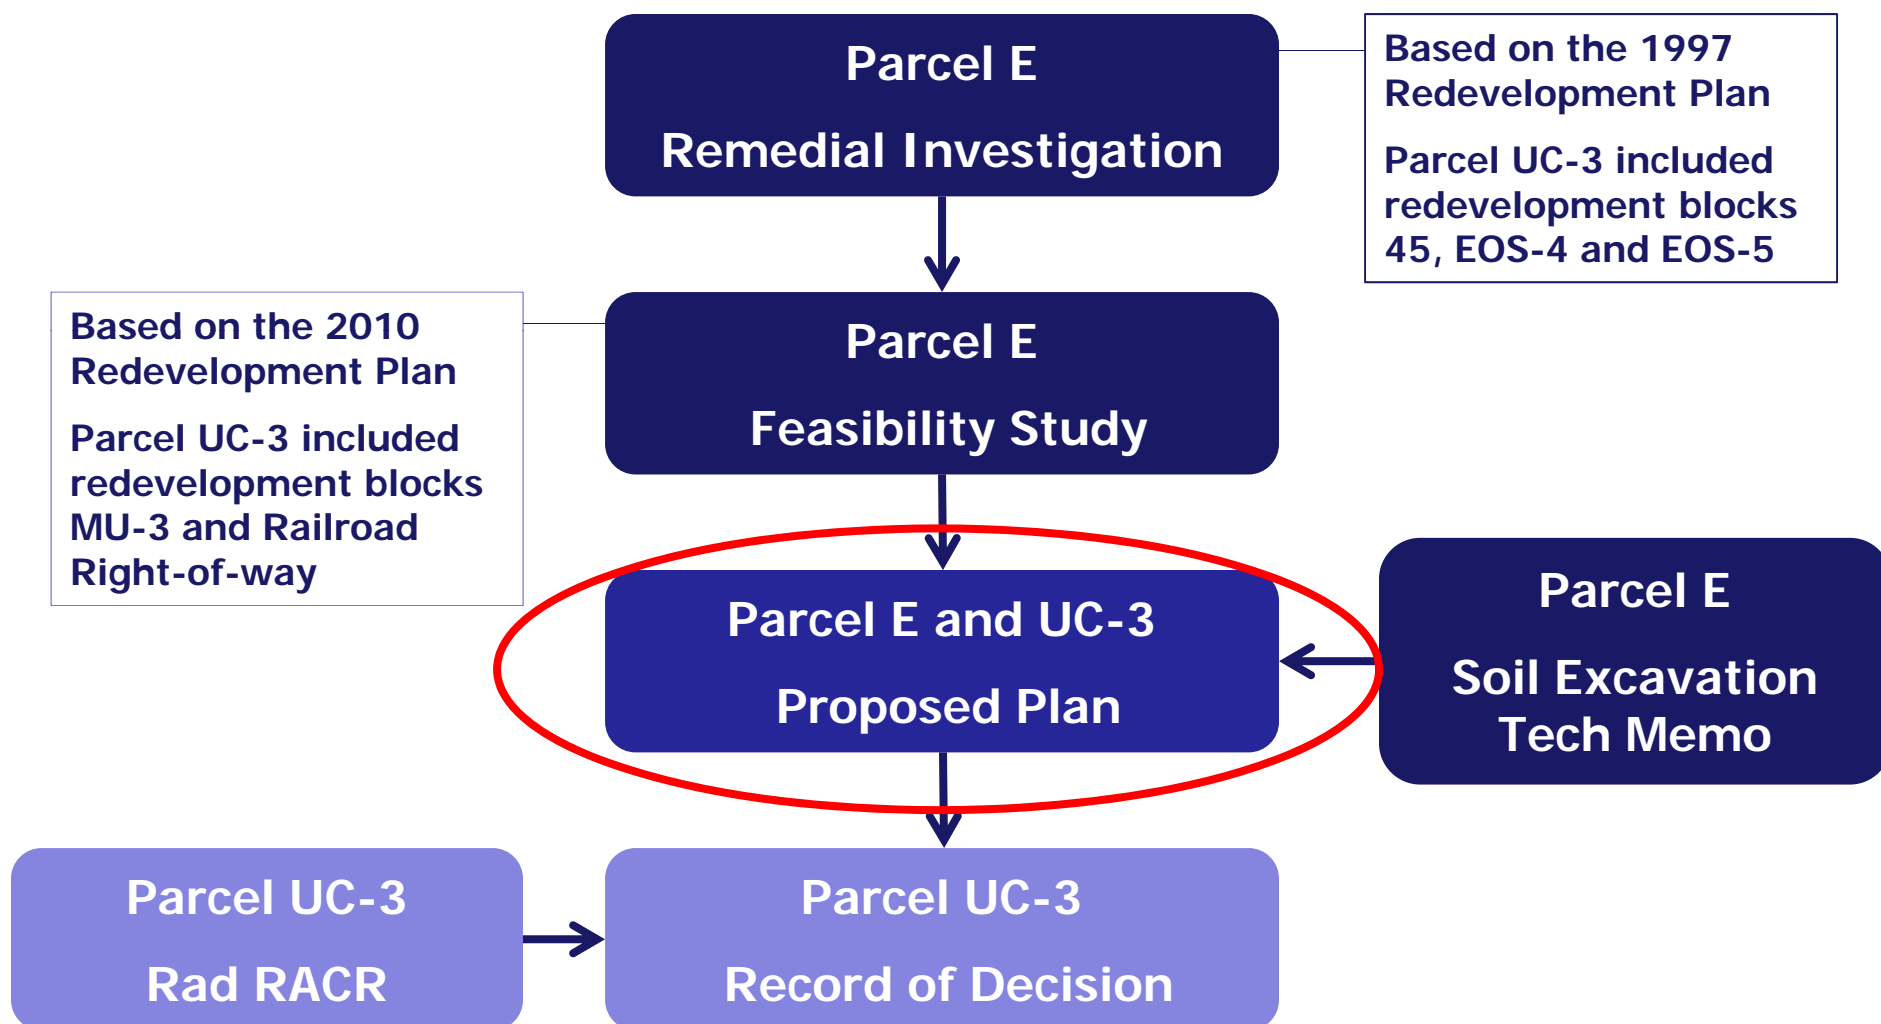 Parcel E
Remedial Investigation
Based on the 1997
Redevelopment Plan
Parcel UC-3 included
redevelopment blocks
45, EOS-4 and EOS-5
Based on the 2010
Redevelopment Plan
Parcel UC-3 included
redevelopment blocks
MU-3 and Railroad
Right-of-way
Parcel E
Feasibility Study
Parcel E and UC-3
Proposed Plan
Parcel E
Soil Excavation
Tech Memo
Parcel UC-3
Rad RACR
Parcel UC-3
Record of Decision